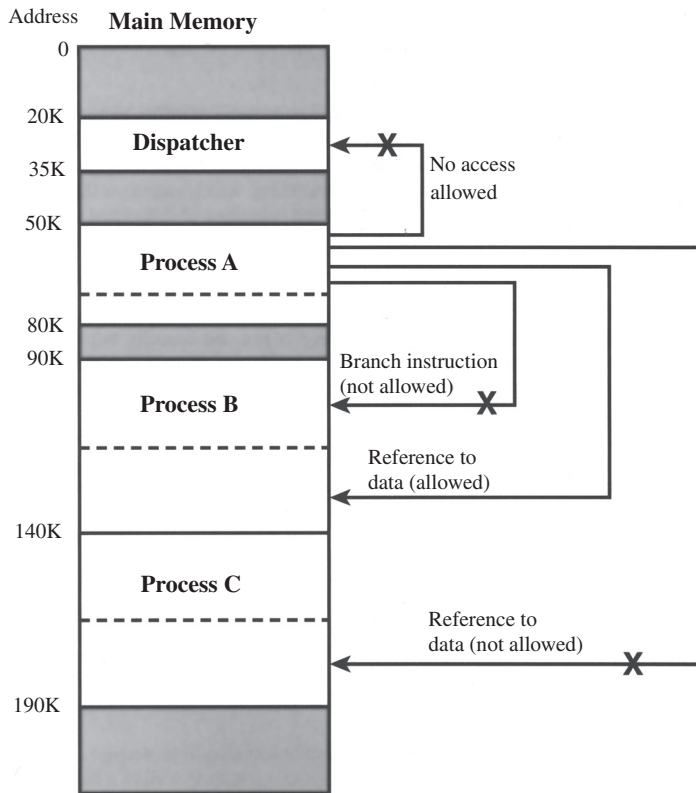 Address
Main Memory
0
20K
Dispatcher
35K
No access
allowed
50K
Process A
80K
90K
Branch instruction
(not allowed)
Process B
X
X
Reference to
data (allowed)
140K
Process C
Reference to
data (not allowed)
X
190K